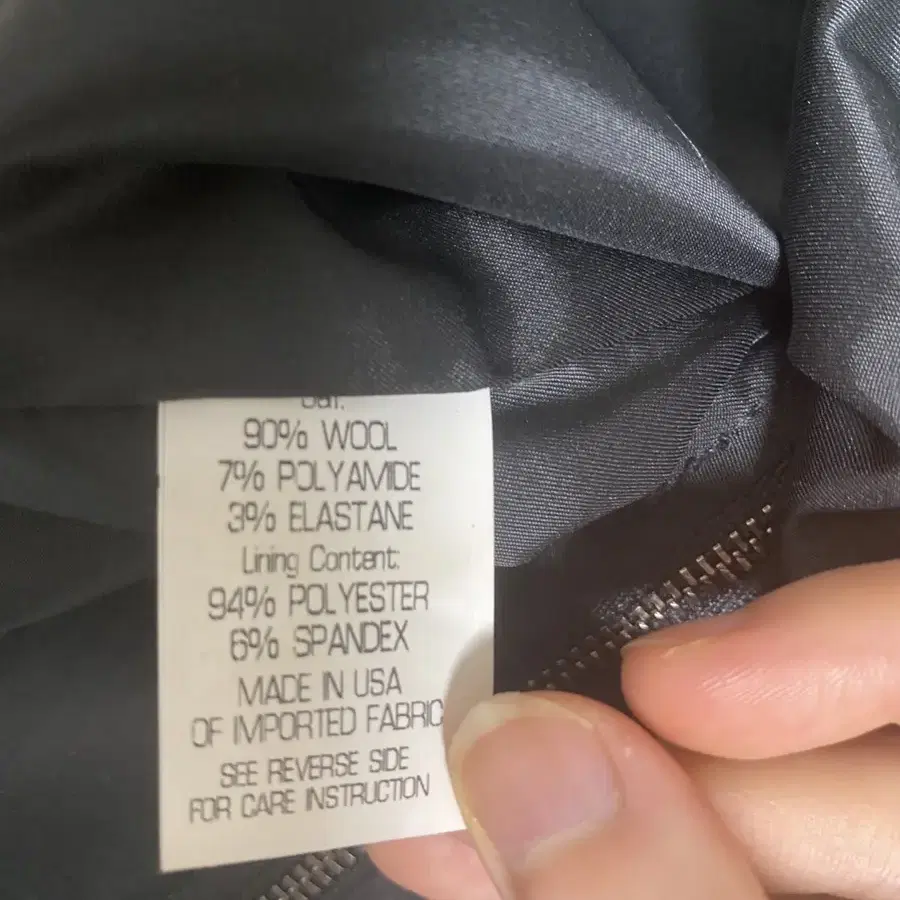 90% WOOL
7% POLYAMIDE
3% ELASTANE
Lining Content:
94% POLYESTER
6% SPANDEX
MADE IN USA
OF IMPORTED FABRIC
SEE REVERSE SIDE
FOR CARE INSTRUCTION